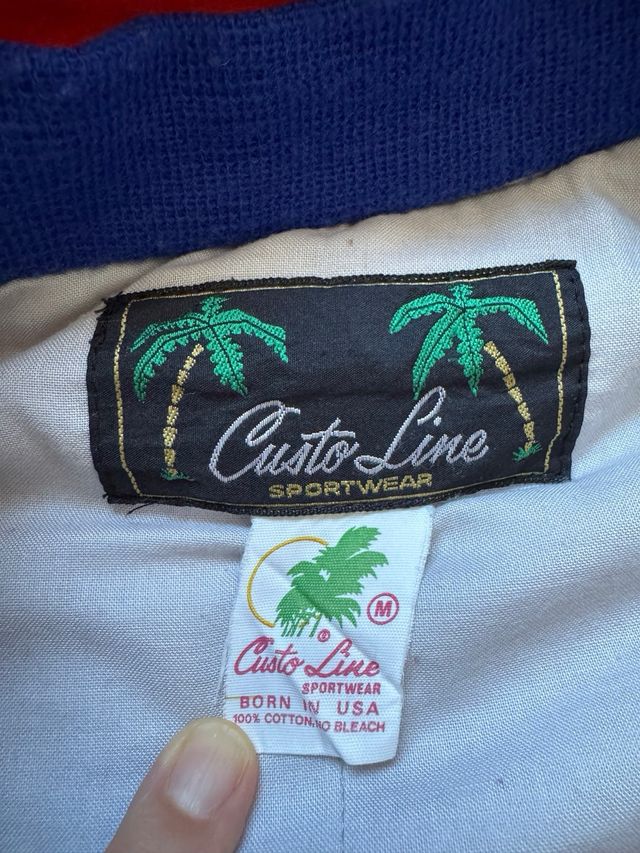 Custo Line
SPORTWEAR
M
®
Custo Line
SPORTWEAR
BORN IN USA
100% COTTON.NO BLEACH